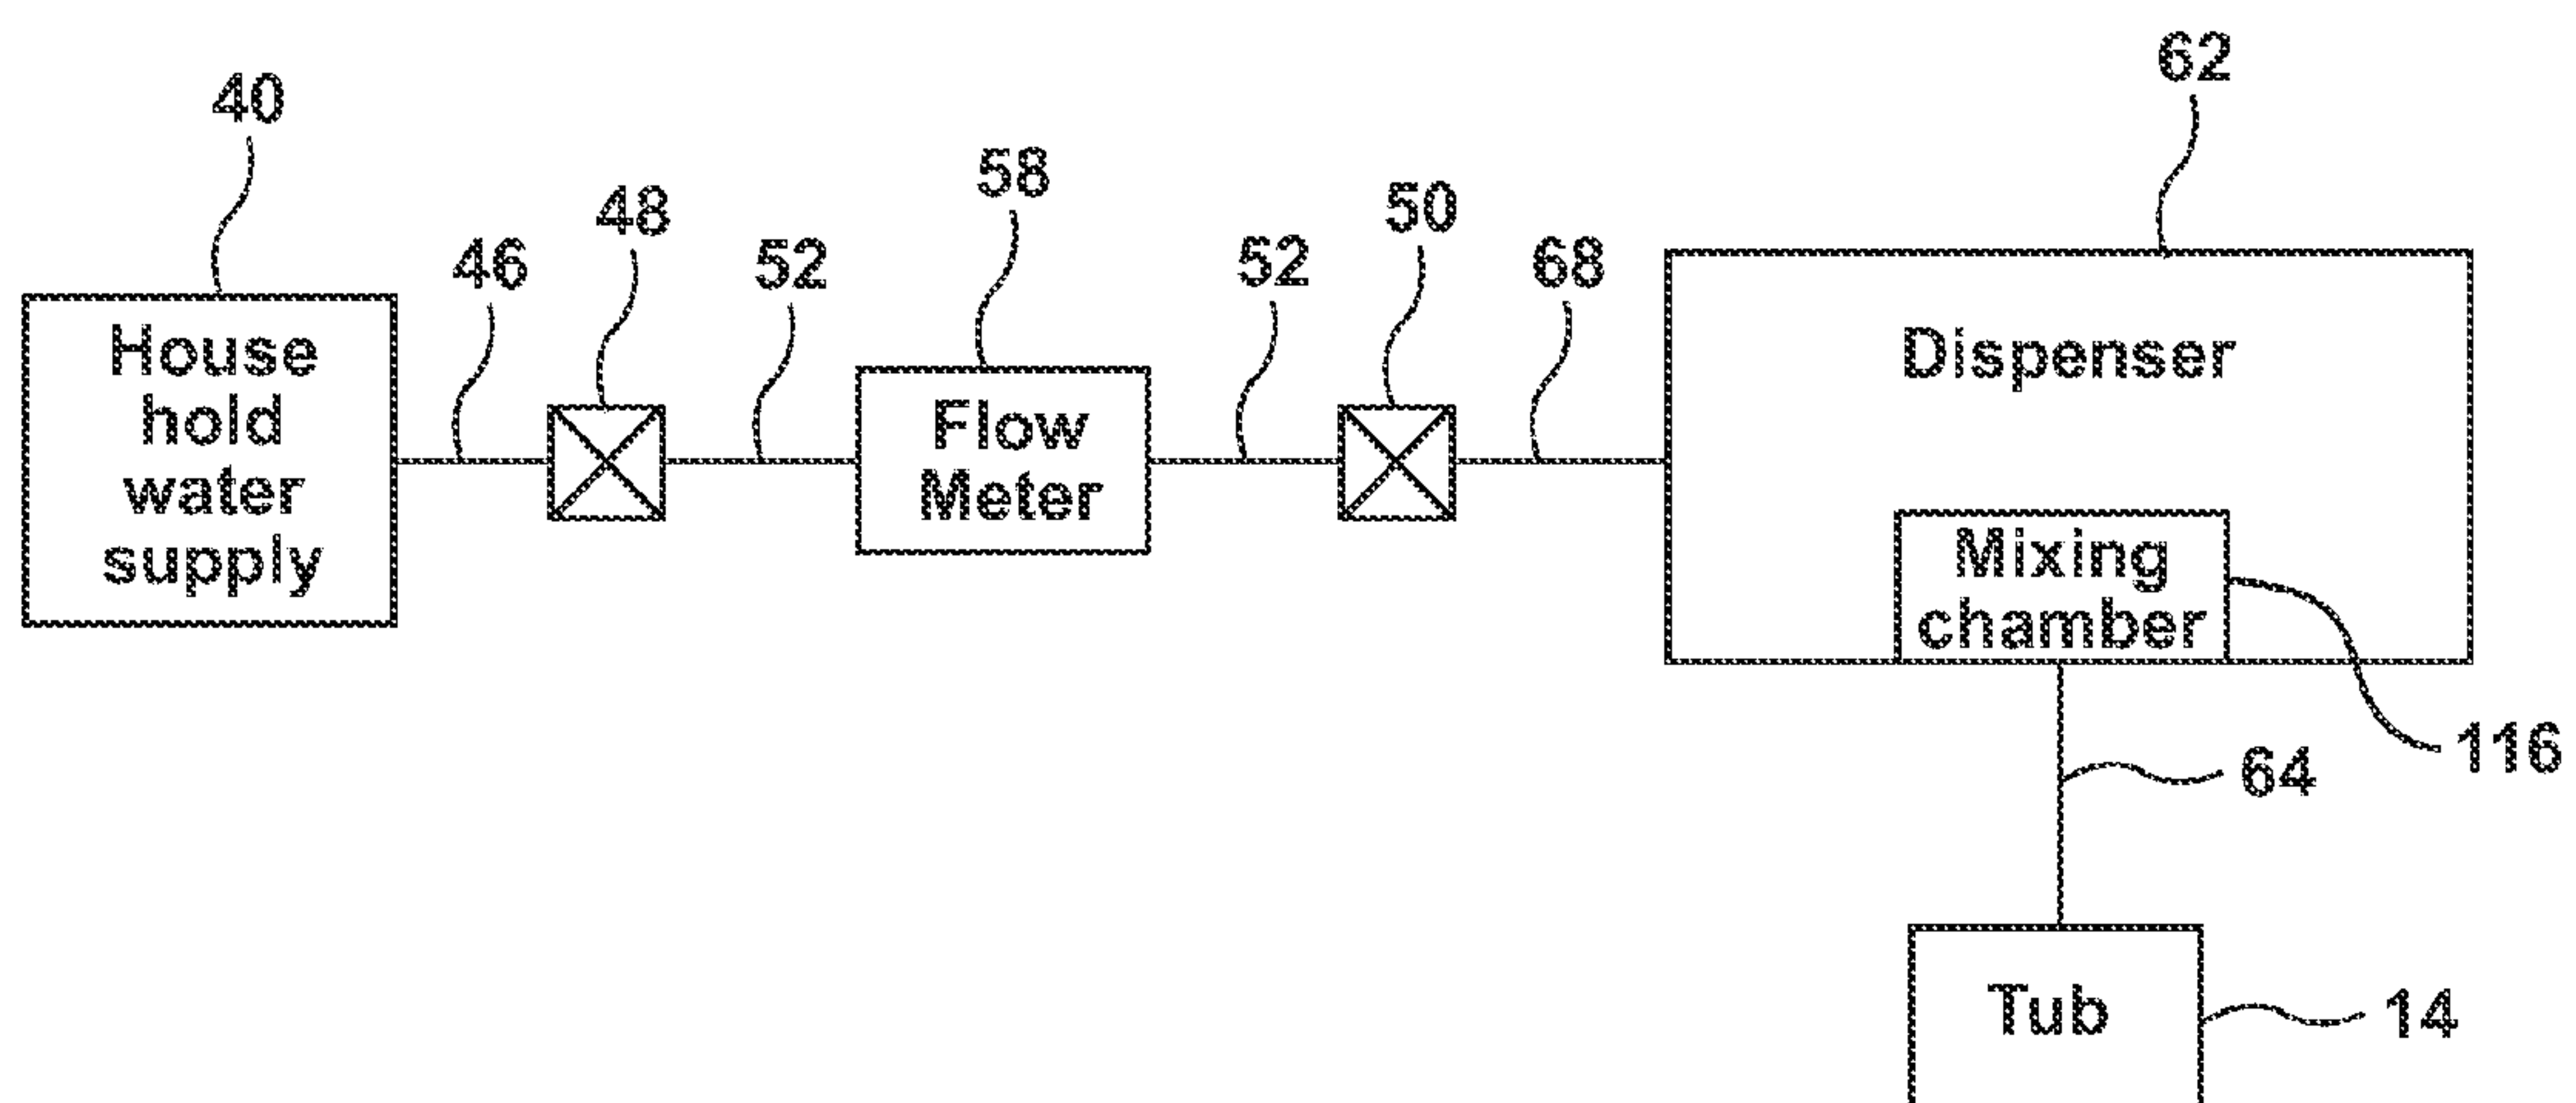 62
40
58
48
50
46
52
52
68
House
hold
water
supply
Dispenser
Flow
Meter
Mixing
chamber
116
64
Tub
14